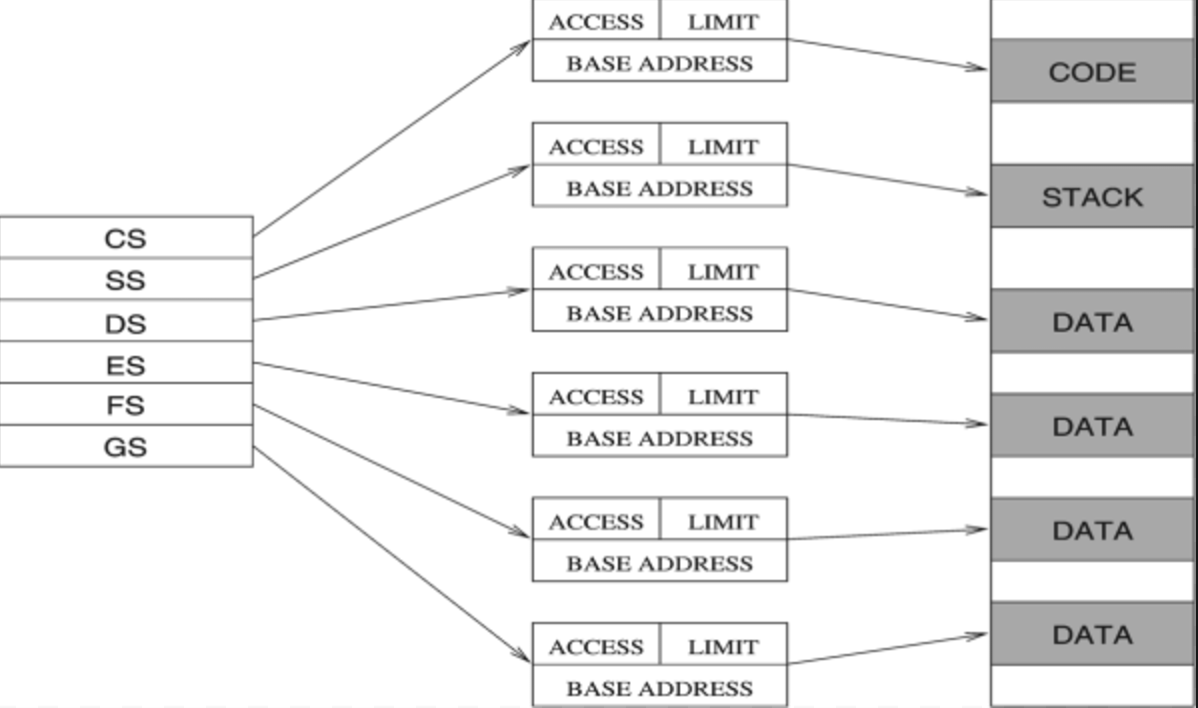 ACCESS LIMIT
BASE ADDRESS
CODE
ACCESS LIMIT
BASE ADDRESS
STACK
CS
SS
DS
ES
FS
GS
ACCESS LIMIT
BASE ADDRESS
DATA
ACCESS LIMIT
BASE ADDRESS
DATA
ACCESS LIMIT
BASE ADDRESS
DATA
ACCESS LIMIT
BASE ADDRESS
DATA